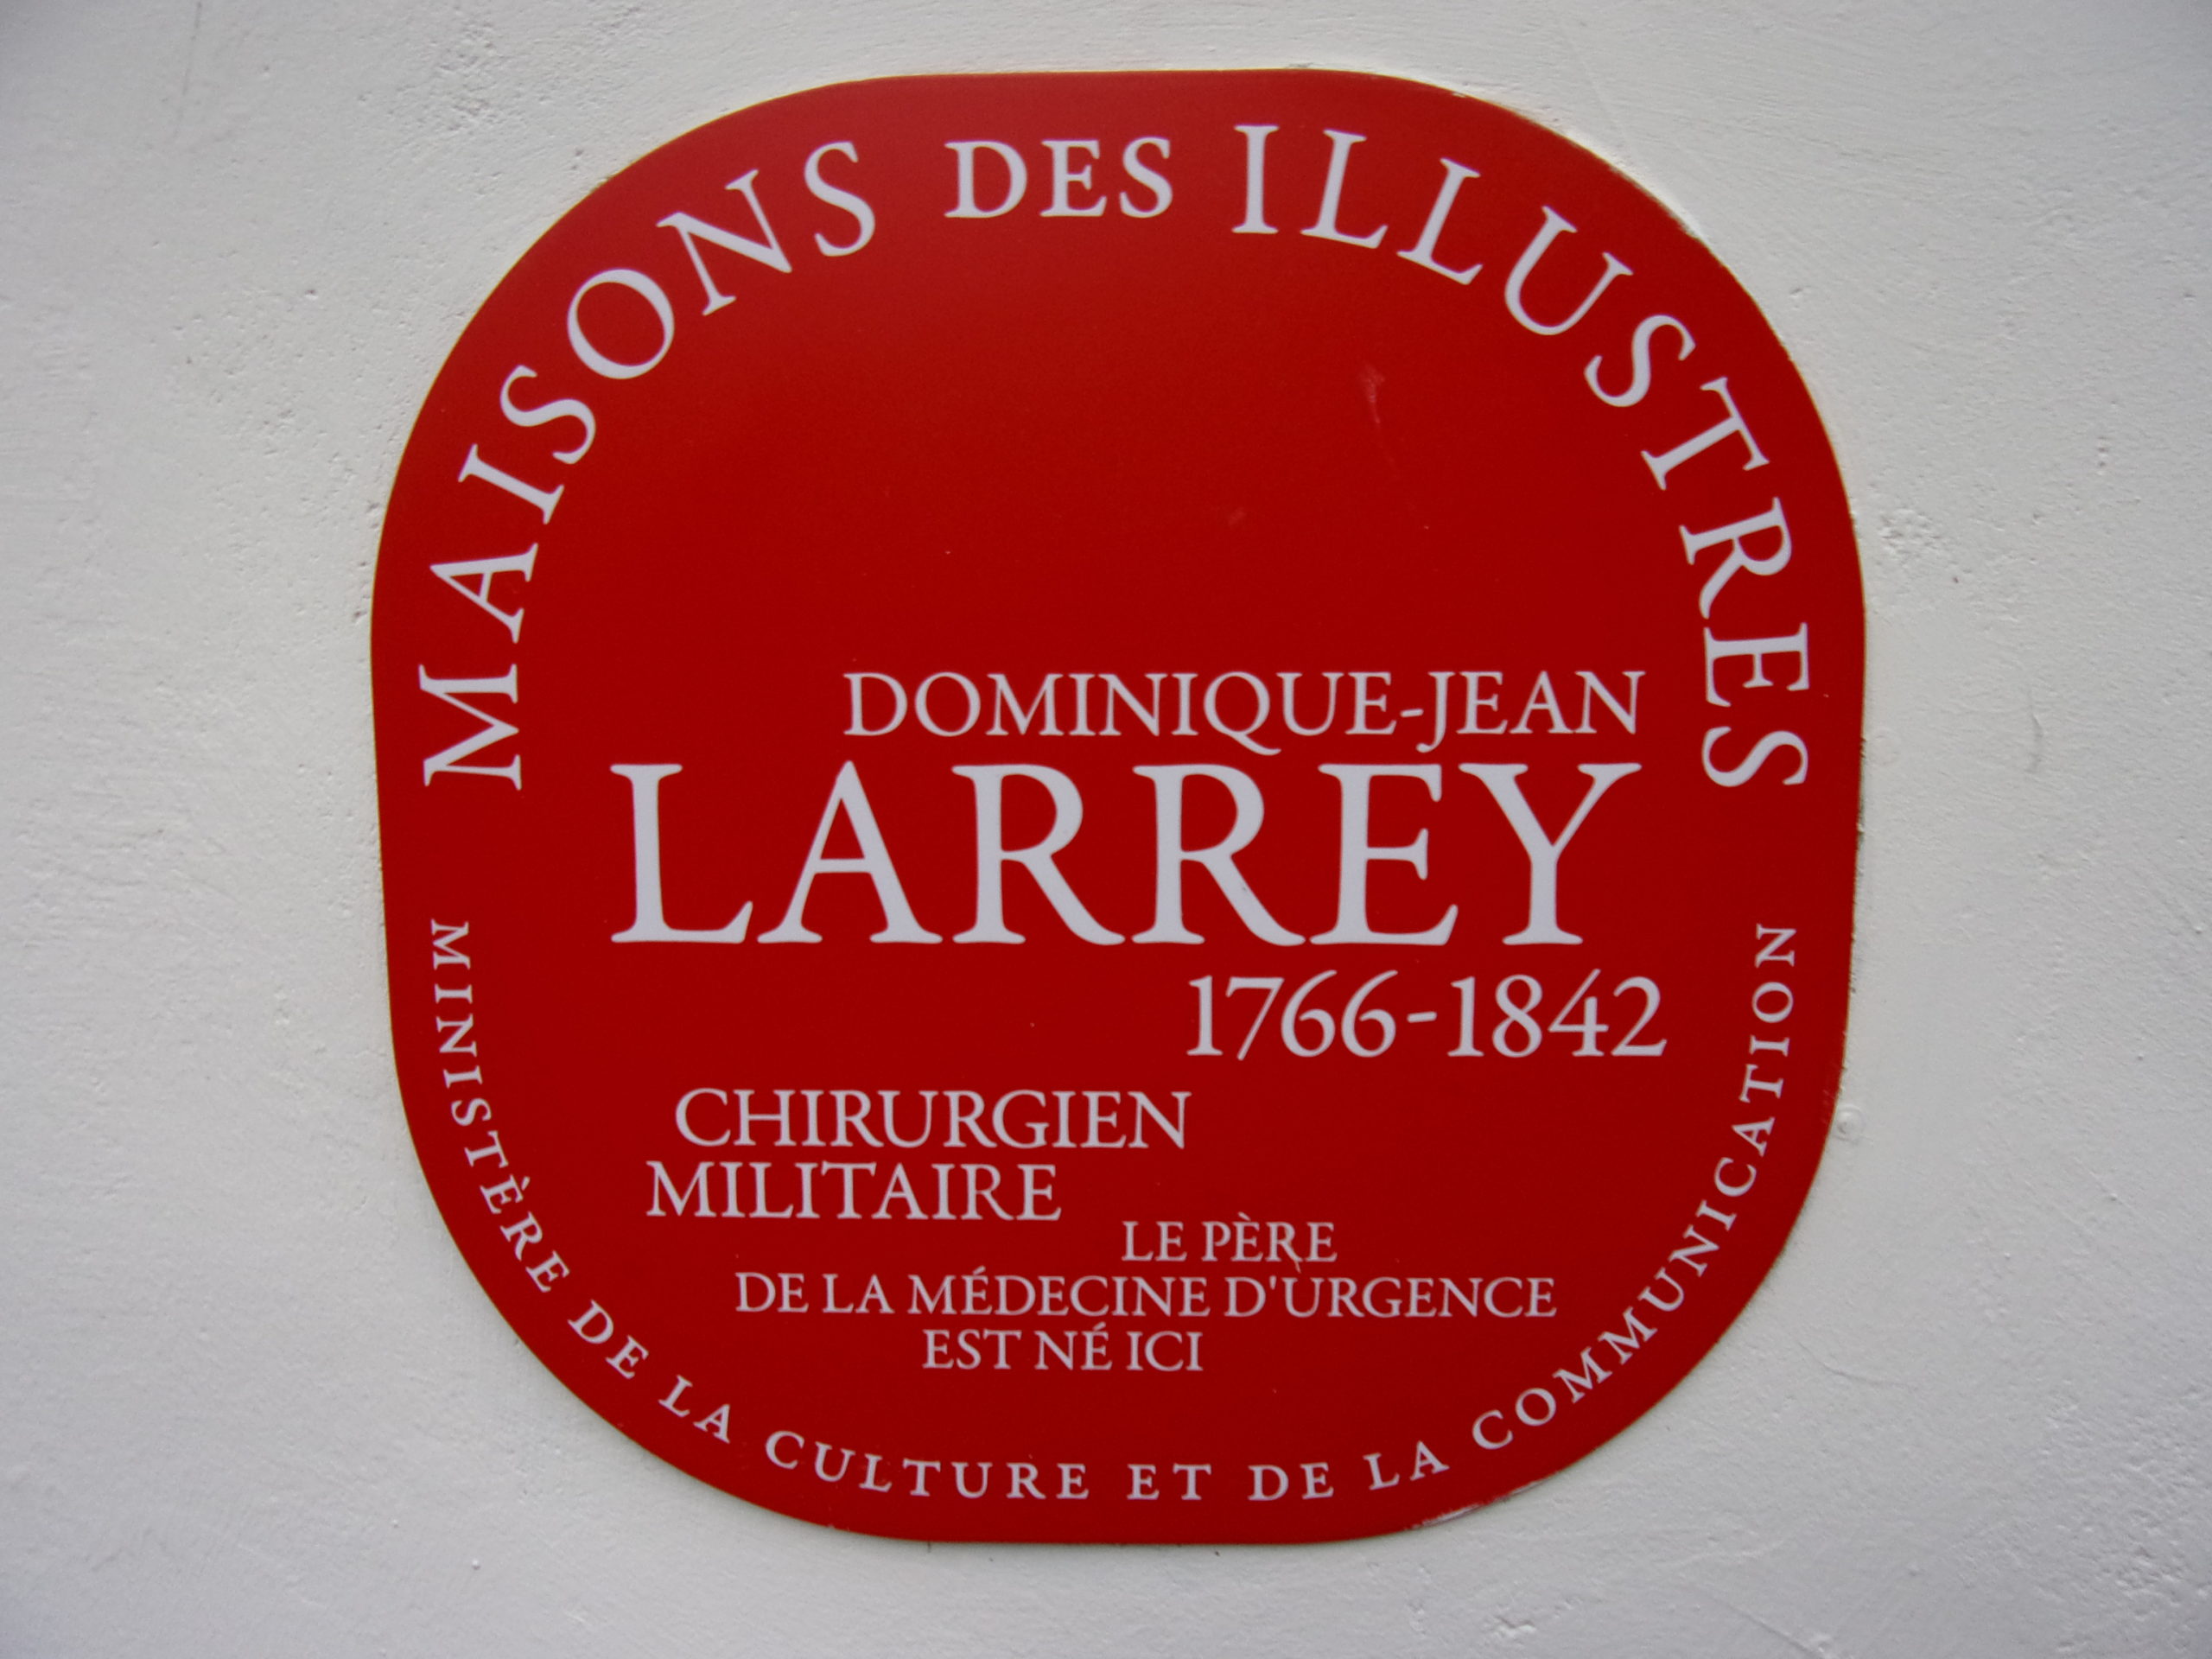 MAISONS DES ILLUSTRES
DOMINIQUE-JEAN
LARREY
1766-1842
CHIRURGIEN
MILITAIRE
LE PÈRE
DE LA MÉDECINE D'URGENCE
EST NÉ ICI
MINISTÈRE DE LA CULTURE ET DE LA COMMUNICATION